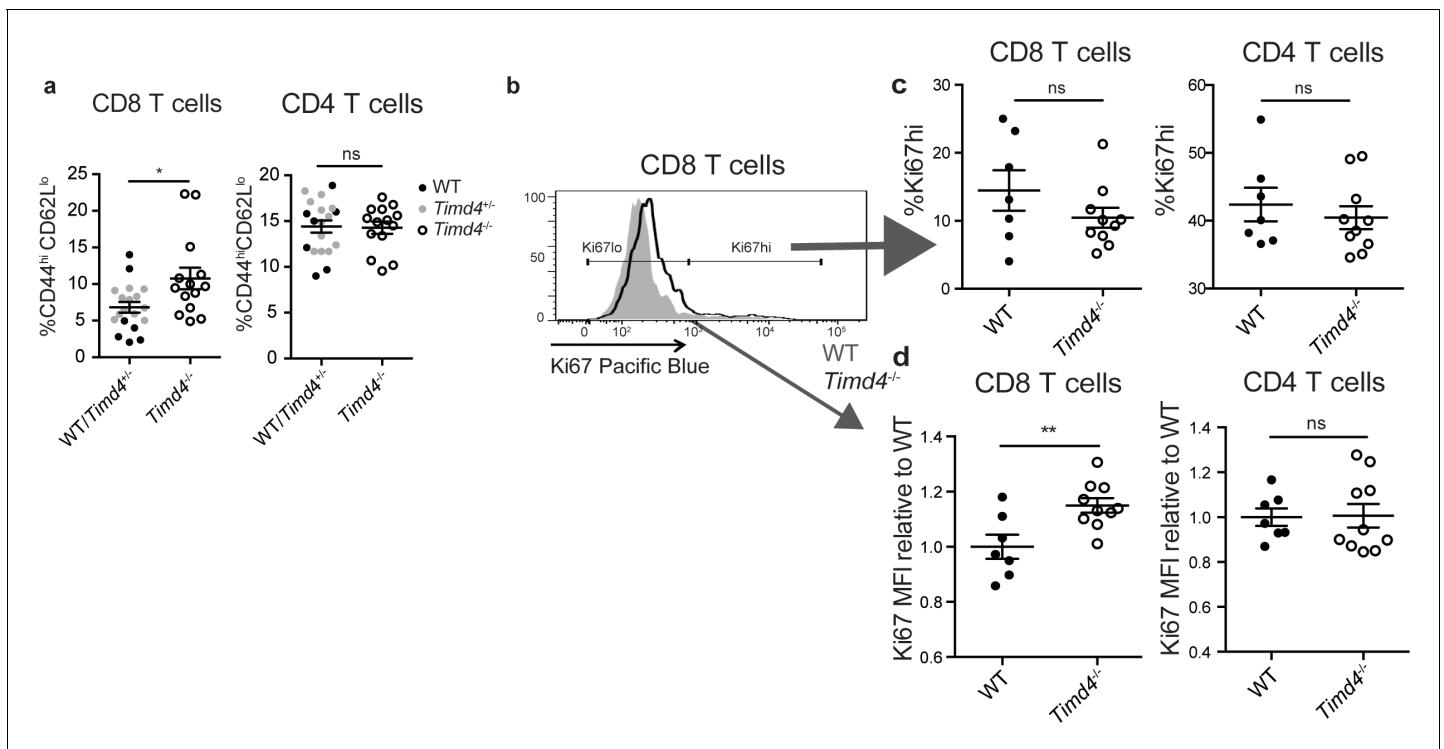 a
CD8 T cells
%CD44hi CD62Llo
25
20
15
10
5
0
*
WT/Timd4+/-
Timd4-/-
CD4 T cells
%CD44hiCD62Llo
20
15
10
5
0
ns
WT/Timd4+/-
Timd4-/-
WT
Timd4+/-
Timd4-/-
b
CD8 T cells
100
50
0
Ki67lo
Ki67hi
0
10²
10³
10⁴
10⁵
Ki67 Pacific Blue
WT
Timd4-/-
c
CD8 T cells
%Ki67hi
30
20
10
0
ns
WT
Timd4-/-
CD4 T cells
%Ki67hi
60
50
40
30
ns
WT
Timd4-/-
d
CD8 T cells
Ki67 MFI relative to WT
1.4
1.2
1.0
0.8
0.6
**
WT
Timd4-/-
CD4 T cells
Ki67 MFI relative to WT
1.4
1.2
1.0
0.8
0.6
0.4
ns
WT
Timd4-/-